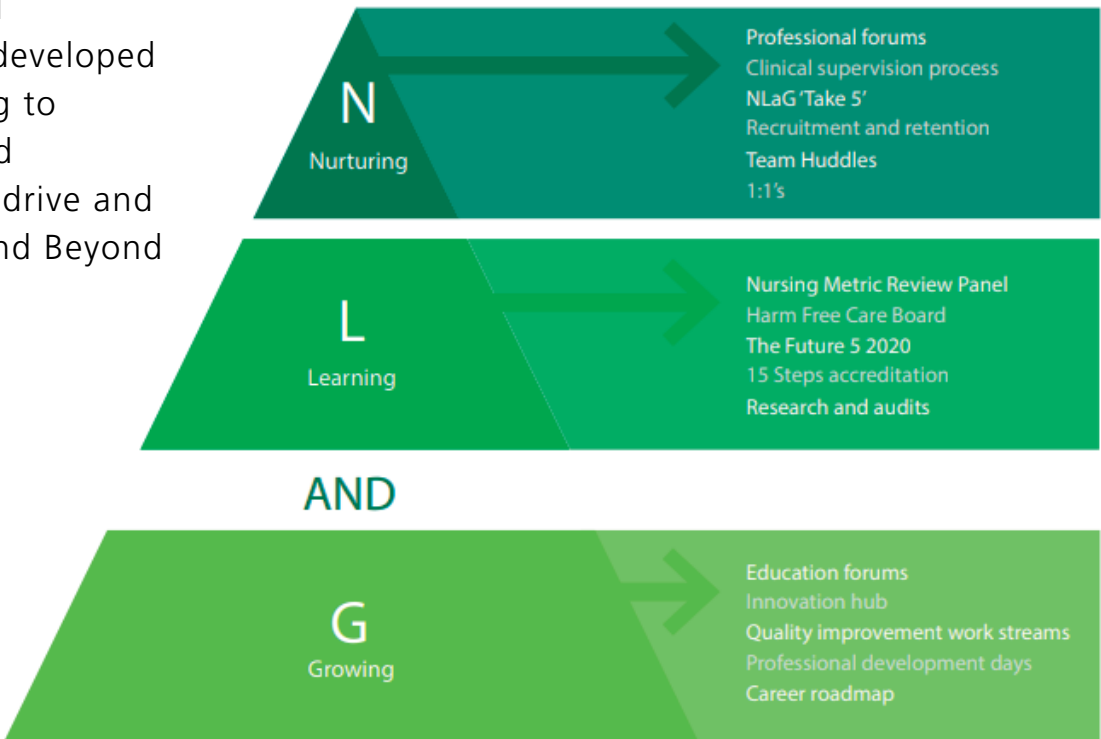 developed
g to
d
drive and
nd Beyond
N
Nurturing
Professional forums
Clinical supervision process
NLaG ‘Take 5’
Recruitment and retention
Team Huddles
1:1’s
L
Learning
Nursing Metric Review Panel
Harm Free Care Board
The Future 5 2020
15 Steps accreditation
Research and audits
AND
G
Growing
Education forums
Innovation hub
Quality improvement work streams
Professional development days
Career roadmap